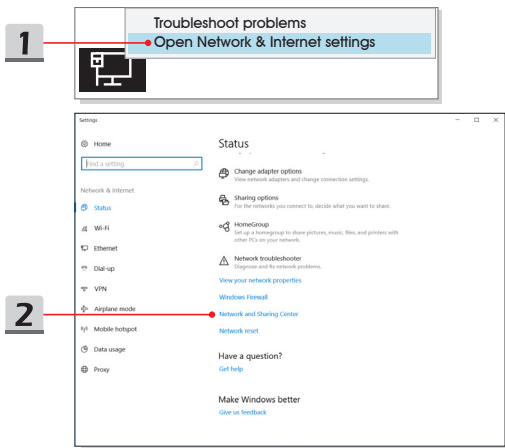 1
Troubleshoot problems
Open Network & Internet settings
2
Settings
Home
Find a setting
Network & Internet
Status
Wi-Fi
Ethernet
Dial-up
VPN
Airplane mode
Mobile hotspot
Data usage
Proxy
Status
Change adapter options
View network adapters and change connection settings.
Sharing options
For the networks you connect to, decide what you want to share.
HomeGroup
Set up a homegroup to share pictures, music, files, and printers with
other PCs on your network.
Network troubleshooter
Diagnose and fix network problems.
View your network properties
Windows Firewall
Network and Sharing Center
Network reset
Have a question?
Get help
Make Windows better
Give us feedback